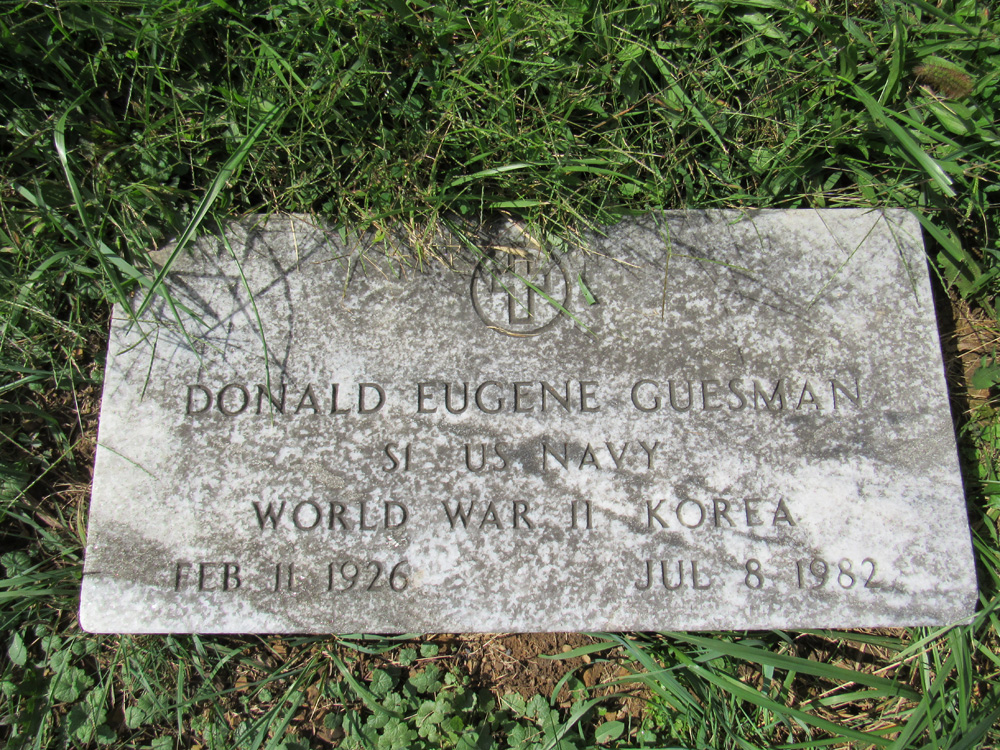 DONALD EUGENE GUESMAN
S1 US NAVY
WORLD WAR II KOREA
FEB 11 1926 JUL 8 1982